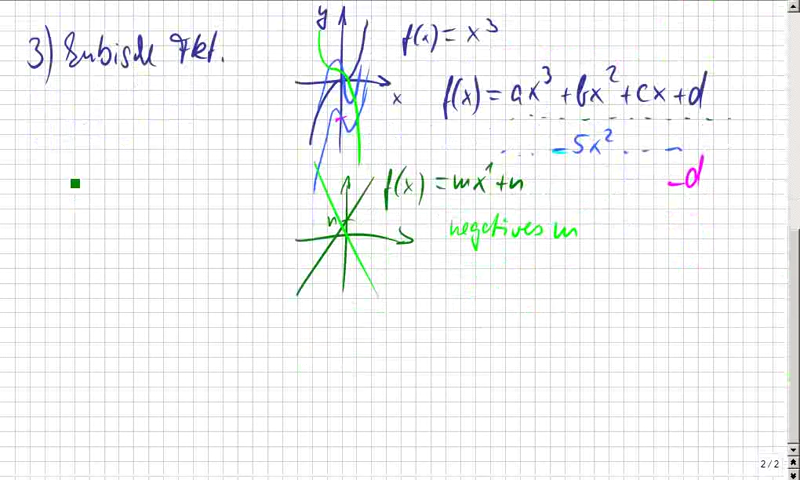 3) Kubische Fkt.
y
f(x) = x³
x
f(x) = ax³ + bx² + cx + d
-5x²
-d
f(x) = mx¹ + n
n
negatives m
2 / 2